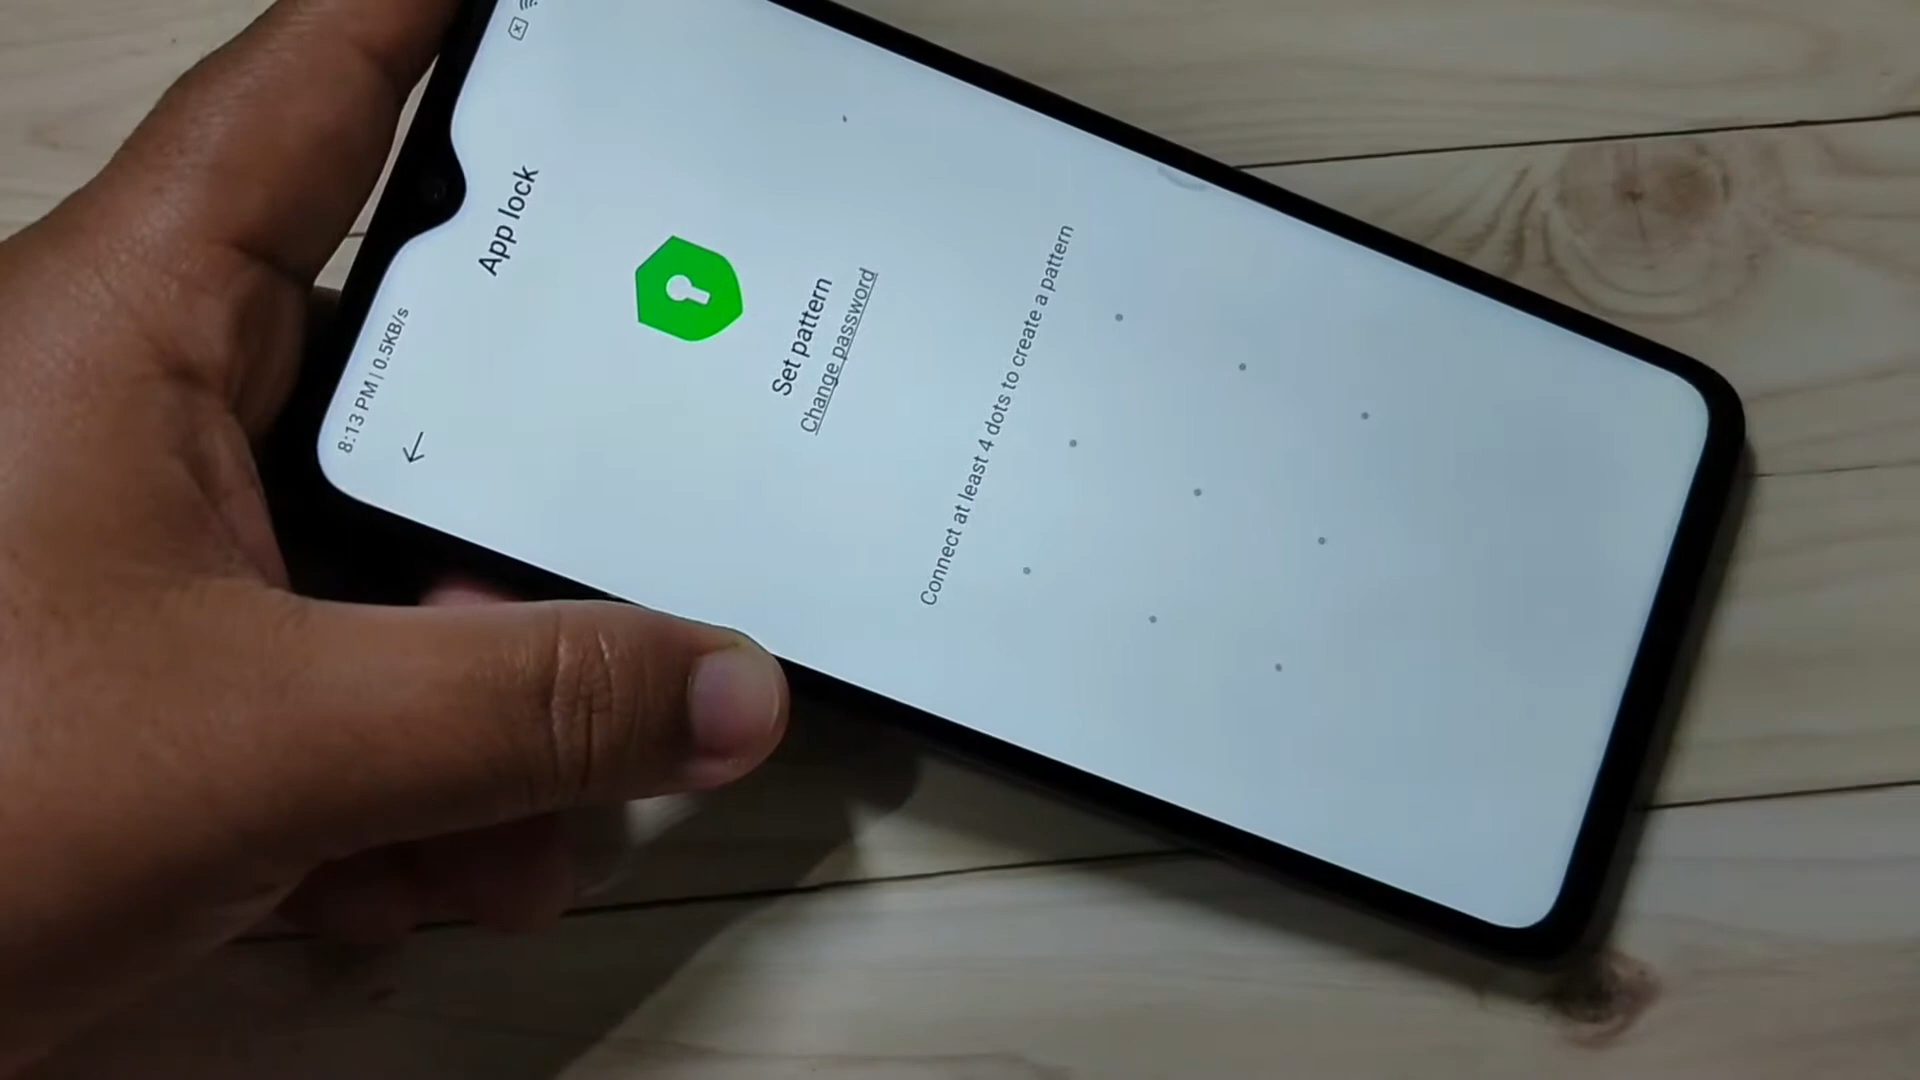 8:13 PM | 0.5KB/s
App lock
Set pattern
Change password
Connect at least 4 dots to create a pattern